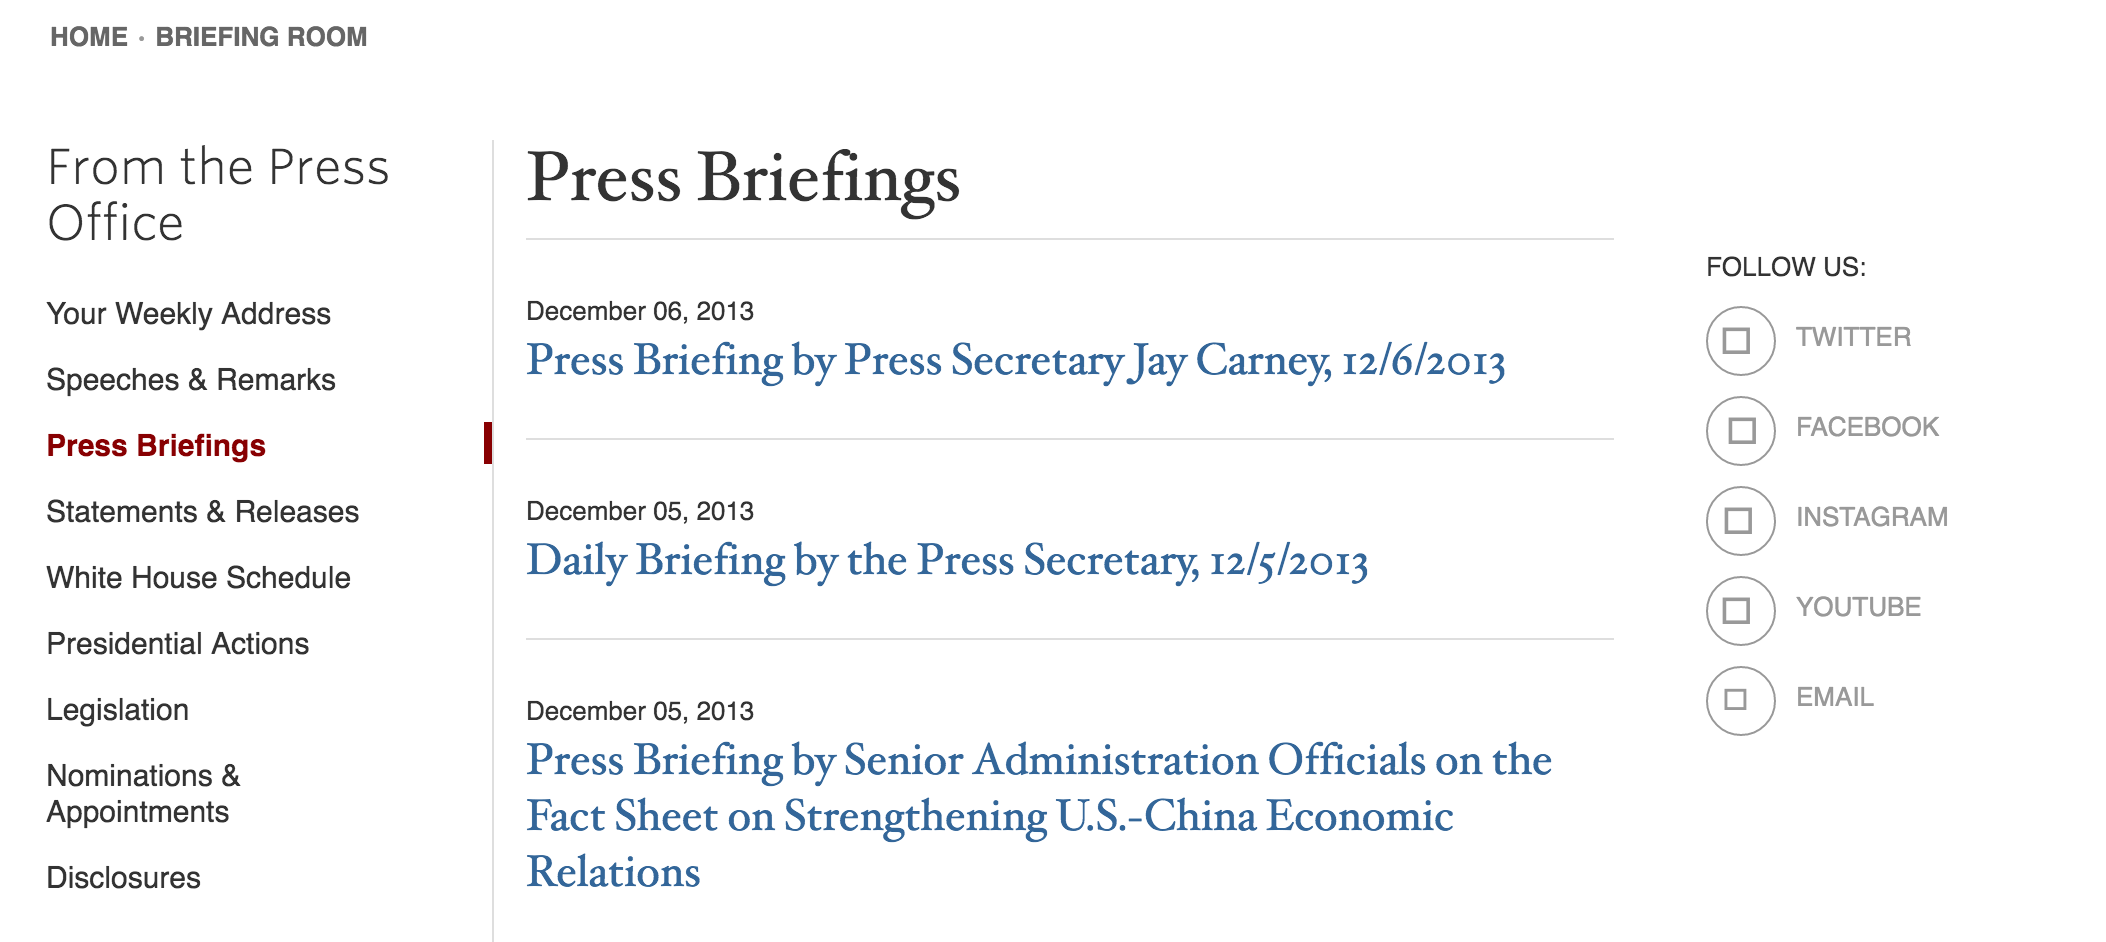 HOME · BRIEFING ROOM
From the Press
Office
Your Weekly Address
Speeches & Remarks
Press Briefings
Statements & Releases
White House Schedule
Presidential Actions
Legislation
Nominations &
Appointments
Disclosures
Press Briefings
December 06, 2013
Press Briefing by Press Secretary Jay Carney, 12/6/2013
December 05, 2013
Daily Briefing by the Press Secretary, 12/5/2013
December 05, 2013
Press Briefing by Senior Administration Officials on the
Fact Sheet on Strengthening U.S.-China Economic
Relations
FOLLOW US:
TWITTER
FACEBOOK
INSTAGRAM
YOUTUBE
EMAIL